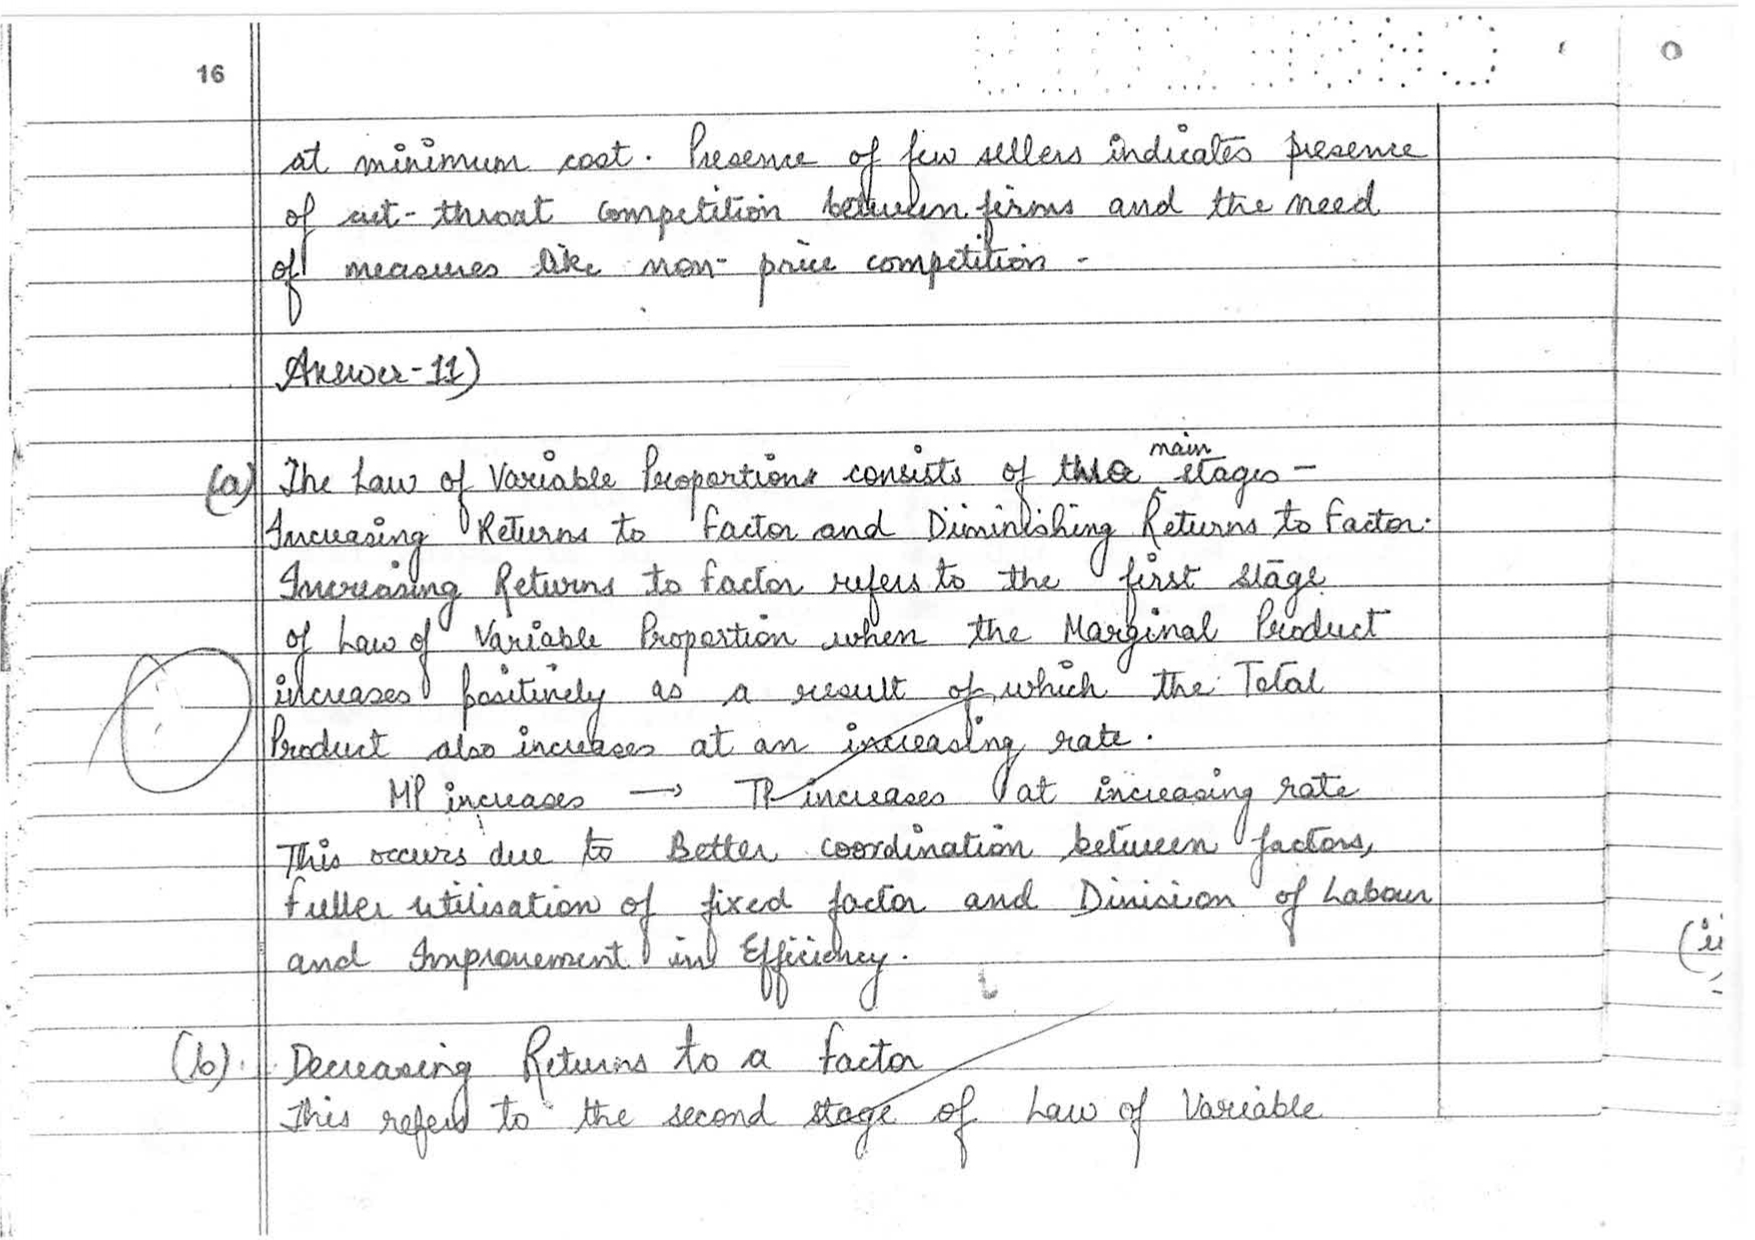 16
at minimum cost. Presence of few sellers indicates presence
of cut-throat competition between firms and the need
of measures like non-price competition -
Answer-11)
(a) The Law of Variable Proportions consists of main stages -
Increasing Returns to Factor and Diminishing Returns to Factor.
Increasing Returns to Factor refers to the first stage
of Law of Variable Proportion when the Marginal Product
increases positively as a result of which the Total
Product also increases at an increasing rate.
MP increases → TP increases at increasing rate
This occurs due to Better coordination between factors,
Fuller utilisation of fixed factor and Division of Labour
and Improvement in Efficiency.
(b). Decreasing Returns to a Factor
This refers to the second stage of Law of Variable